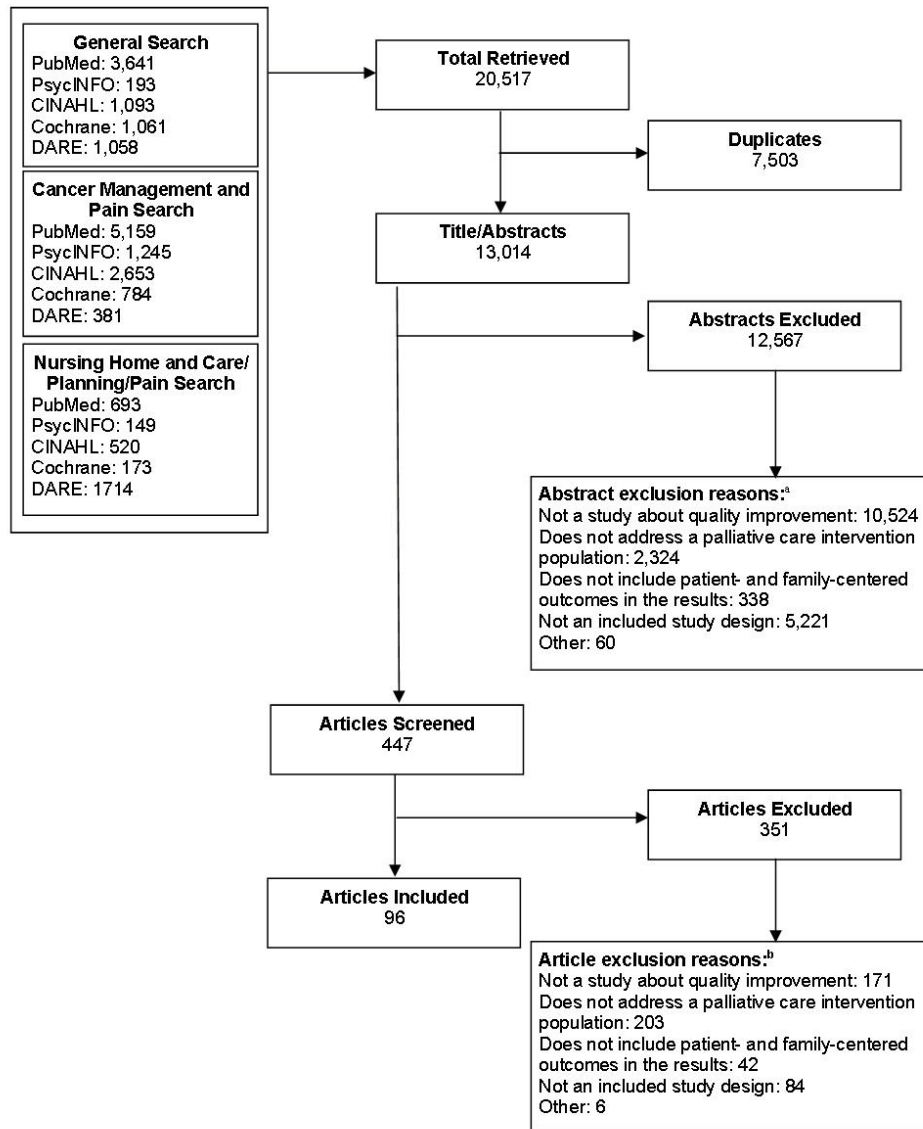 General Search
PubMed: 3,641
PsycINFO: 193
CINAHL: 1,093
Cochrane: 1,061
DARE: 1,058
Cancer Management and
Pain Search
PubMed: 5,159
PsycINFO: 1,245
CINAHL: 2,653
Cochrane: 784
DARE: 381
Nursing Home and Care/
Planning/Pain Search
PubMed: 693
PsycINFO: 149
CINAHL: 520
Cochrane: 173
DARE: 1714
Total Retrieved
20,517
Duplicates
7,503
Title/Abstracts
13,014
Abstracts Excluded
12,567
Abstract exclusion reasons:ᵃ
Not a study about quality improvement: 10,524
Does not address a palliative care intervention
population: 2,324
Does not include patient- and family-centered
outcomes in the results: 338
Not an included study design: 5,221
Other: 60
Articles Screened
447
Articles Excluded
351
Articles Included
96
Article exclusion reasons:ᵇ
Not a study about quality improvement: 171
Does not address a palliative care intervention
population: 203
Does not include patient- and family-centered
outcomes in the results: 42
Not an included study design: 84
Other: 6